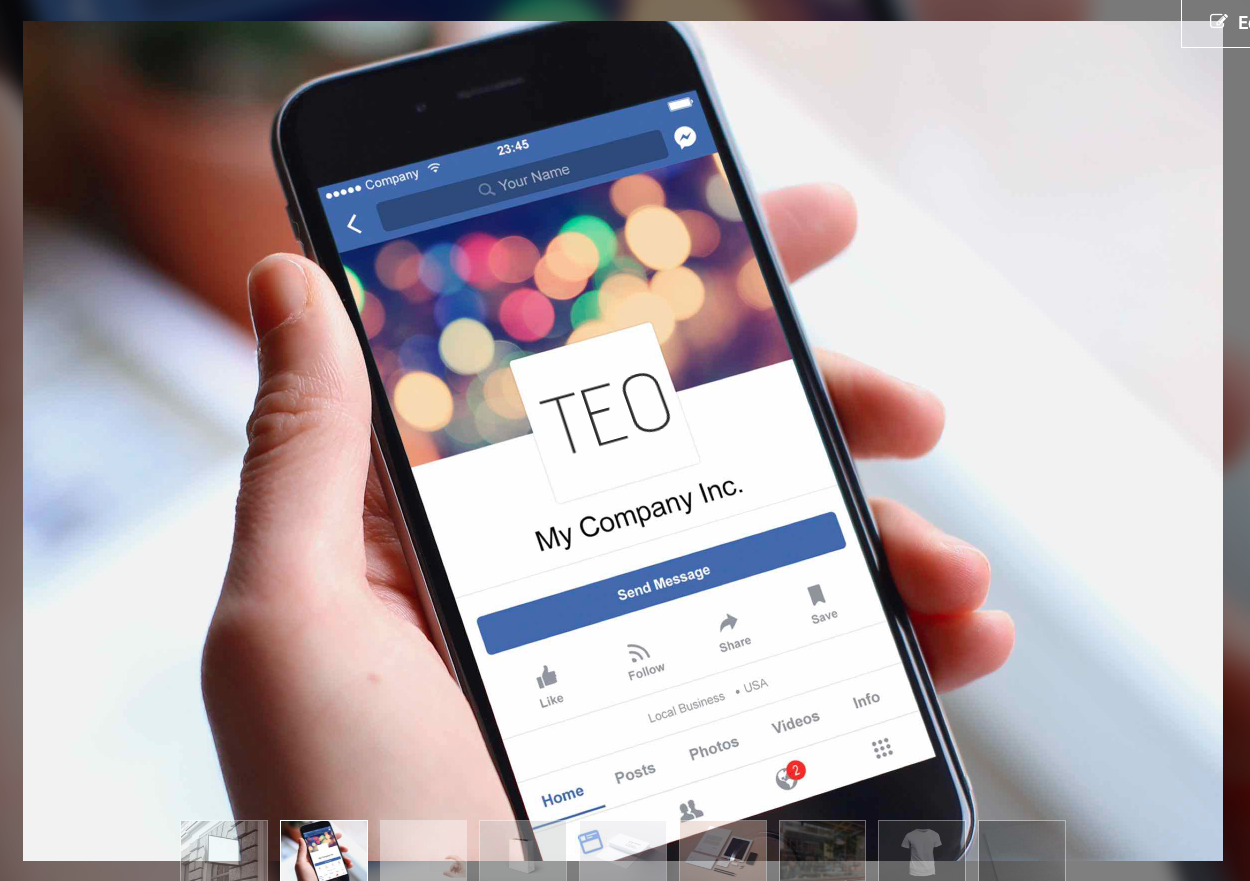 Company
23:45
Your Name
TEO
My Company Inc.
Send Message
Like
Follow
Share
Save
Local Business • USA
Home
Posts
Photos
Videos
Info
2